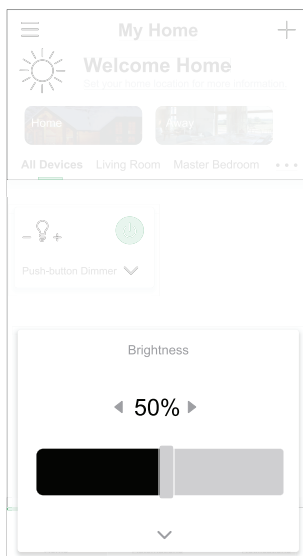 My Home
Welcome Home
Set your home location for more information
Home
Away
All Devices Living Room Master Bedroom
Push-button Dimmer
Brightness
50%